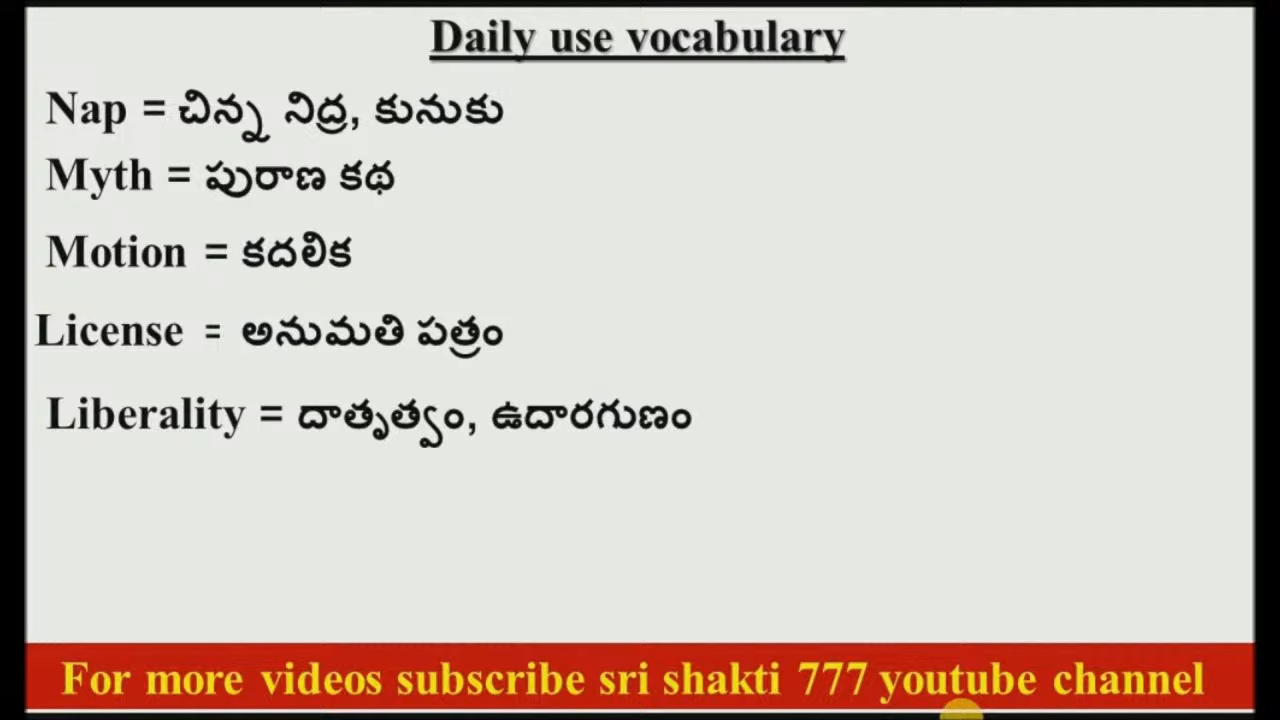 Daily use vocabulary
Nap = చిన్న నిద్ర, కునుకు
Myth = పురాణ కథ
Motion = కదలిక
License = అనుమతి పత్రం
Liberality = దాతృత్వం, ఉదారగుణం
For more videos subscribe sri shakti 777 youtube channel